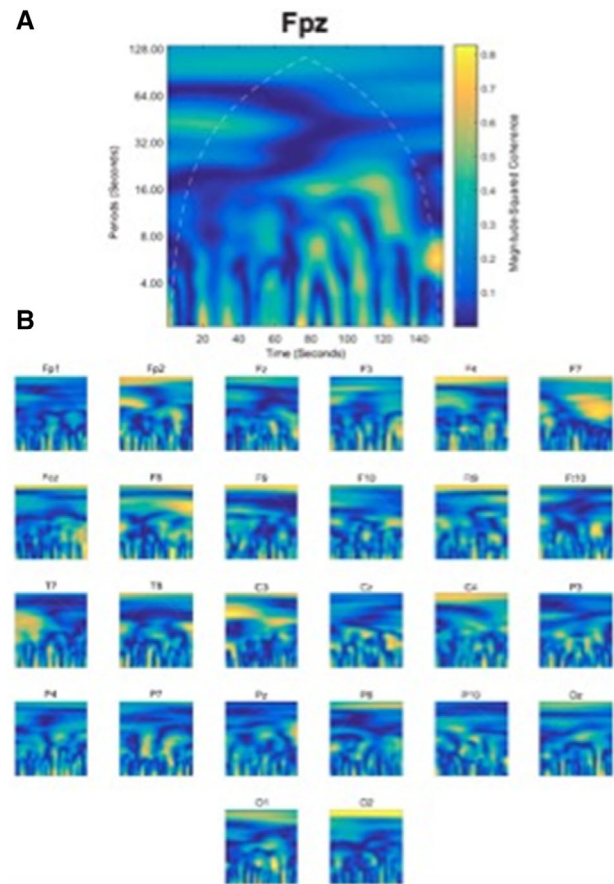 A
Fpz
128.00
64.00
32.00
16.00
8.00
4.00
Periods (Seconds)
20 40 60 80 100 120 140
Time (Seconds)
0.8
0.7
0.6
0.5
0.4
0.3
0.2
0.1
Magnitude-Squared Coherence
B
Fp1 Fp2 Fz F3 F4 F7
Fcz F8 F9 F10 Ft9 Ft10
T7 T8 C3 Cz C4 P3
P4 P7 Pz P8 P10 Oz
O1 O2